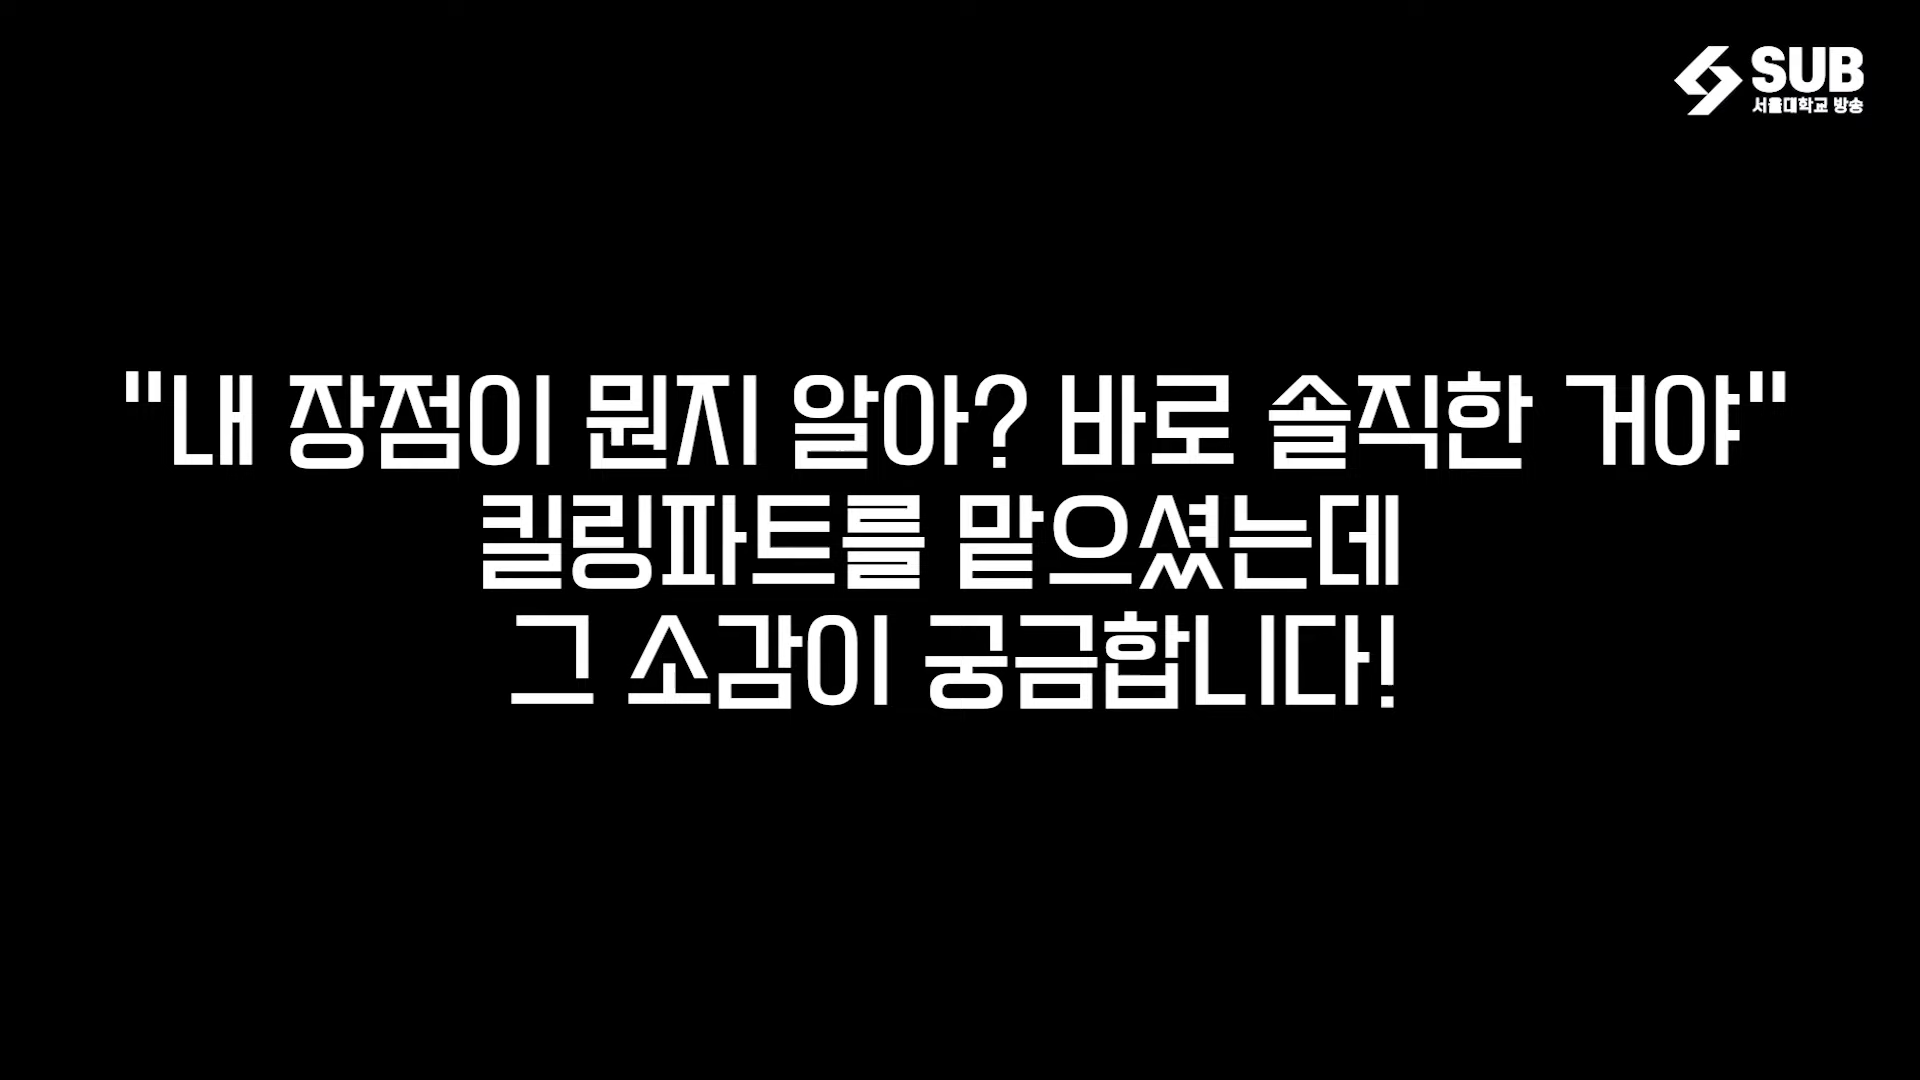 SUB
서울대학교 방송
"내 장점이 뭔지 알아? 바로 솔직한 거야"
킬링파트를 맡으셨는데
그 소감이 궁금합니다!